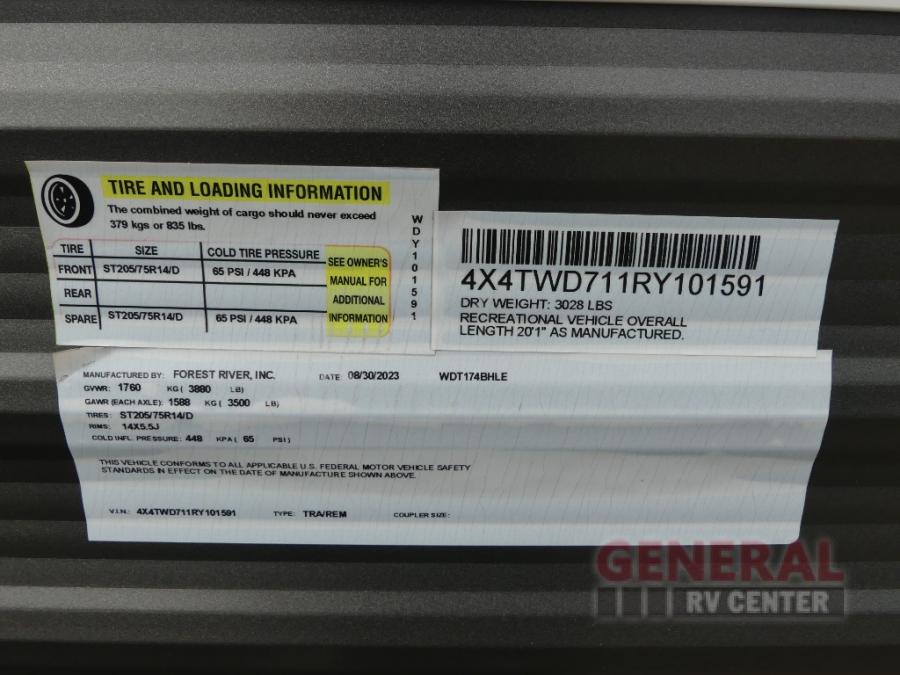 TIRE AND LOADING INFORMATION
The combined weight of cargo should never exceed
379 kgs or 835 lbs.
TIRE SIZE COLD TIRE PRESSURE SEE OWNER'S MANUAL FOR ADDITIONAL INFORMATION
FRONT ST205/75R14/D 65 PSI / 448 KPA
REAR
SPARE ST205/75R14/D 65 PSI / 448 KPA
WDY101591
4X4TWD711RY101591
DRY WEIGHT: 3028 LBS
RECREATIONAL VEHICLE OVERALL
LENGTH 20'1" AS MANUFACTURED.
MANUFACTURED BY: FOREST RIVER, INC. DATE: 08/30/2023 WDT174BHLE
GVWR: 1760 KG ( 3880 LB)
GAWR (EACH AXLE): 1588 KG ( 3500 LB)
TIRES: ST205/75R14/D
RIMS: 14X5.5J
COLD INFL. PRESSURE: 448 KPA ( 65 PSI )
THIS VEHICLE CONFORMS TO ALL APPLICABLE U.S. FEDERAL MOTOR VEHICLE SAFETY
STANDARDS IN EFFECT ON THE DATE OF MANUFACTURE SHOWN ABOVE.
V.I.N.: 4X4TWD711RY101591 TYPE: TRA/REM COUPLER SIZE:
GENERAL
RV CENTER